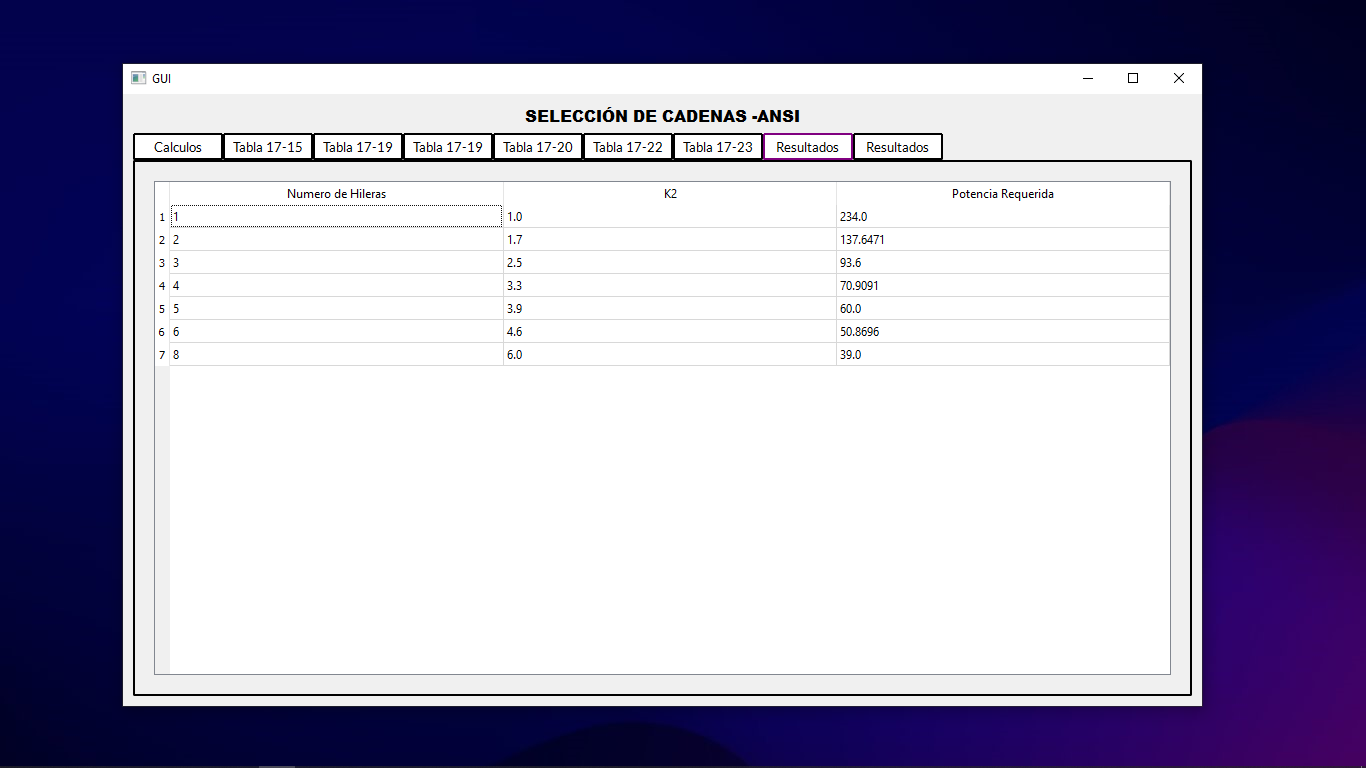 GUI
SELECCIÓN DE CADENAS -ANSI
Calculos Tabla 17-15 Tabla 17-19 Tabla 17-19 Tabla 17-20 Tabla 17-22 Tabla 17-23 Resultados Resultados
Numero de Hileras K2 Potencia Requerida
1 1 1.0 234.0
2 2 1.7 137.6471
3 3 2.5 93.6
4 4 3.3 70.9091
5 5 3.9 60.0
6 6 4.6 50.8696
7 8 6.0 39.0